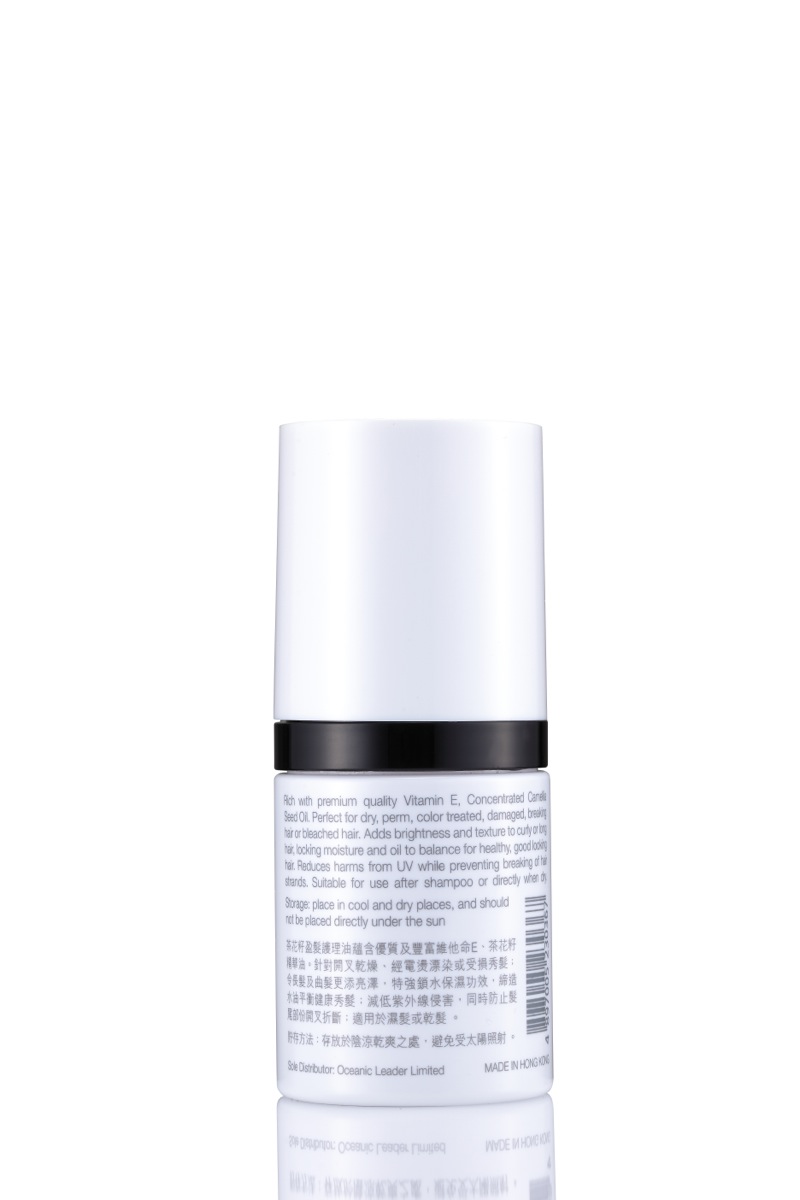 Rich with premium quality Vitamin E, Concentrated Camellia
Seed Oil. Perfect for dry, perm, color treated, damaged, breaking
hair or bleached hair. Adds brightness and texture to curly or long
hair, locking moisture and oil to balance for healthy, good looking
hair. Reduces harms from UV while preventing breaking of hair
strands. Suitable for use after shampoo or directly when dry.
Storage: place in cool and dry places, and should
not be placed directly under the sun
茶花籽盈髮護理油蘊含優質及豐富維他命E、茶花籽
精華油。針對開叉乾燥、經電燙漂染或受損秀髮;
令長髮及曲髮更添亮澤,特強鎖水保濕功效,締造
水油平衡健康秀髮;減低紫外線侵害,同時防止髮
尾部份開叉折斷;適用於濕髮或乾髮。
貯存方法:存放於陰涼乾爽之處,避免受太陽照射。
Sole Distributor: Oceanic Leader Limited
MADE IN HONG KONG